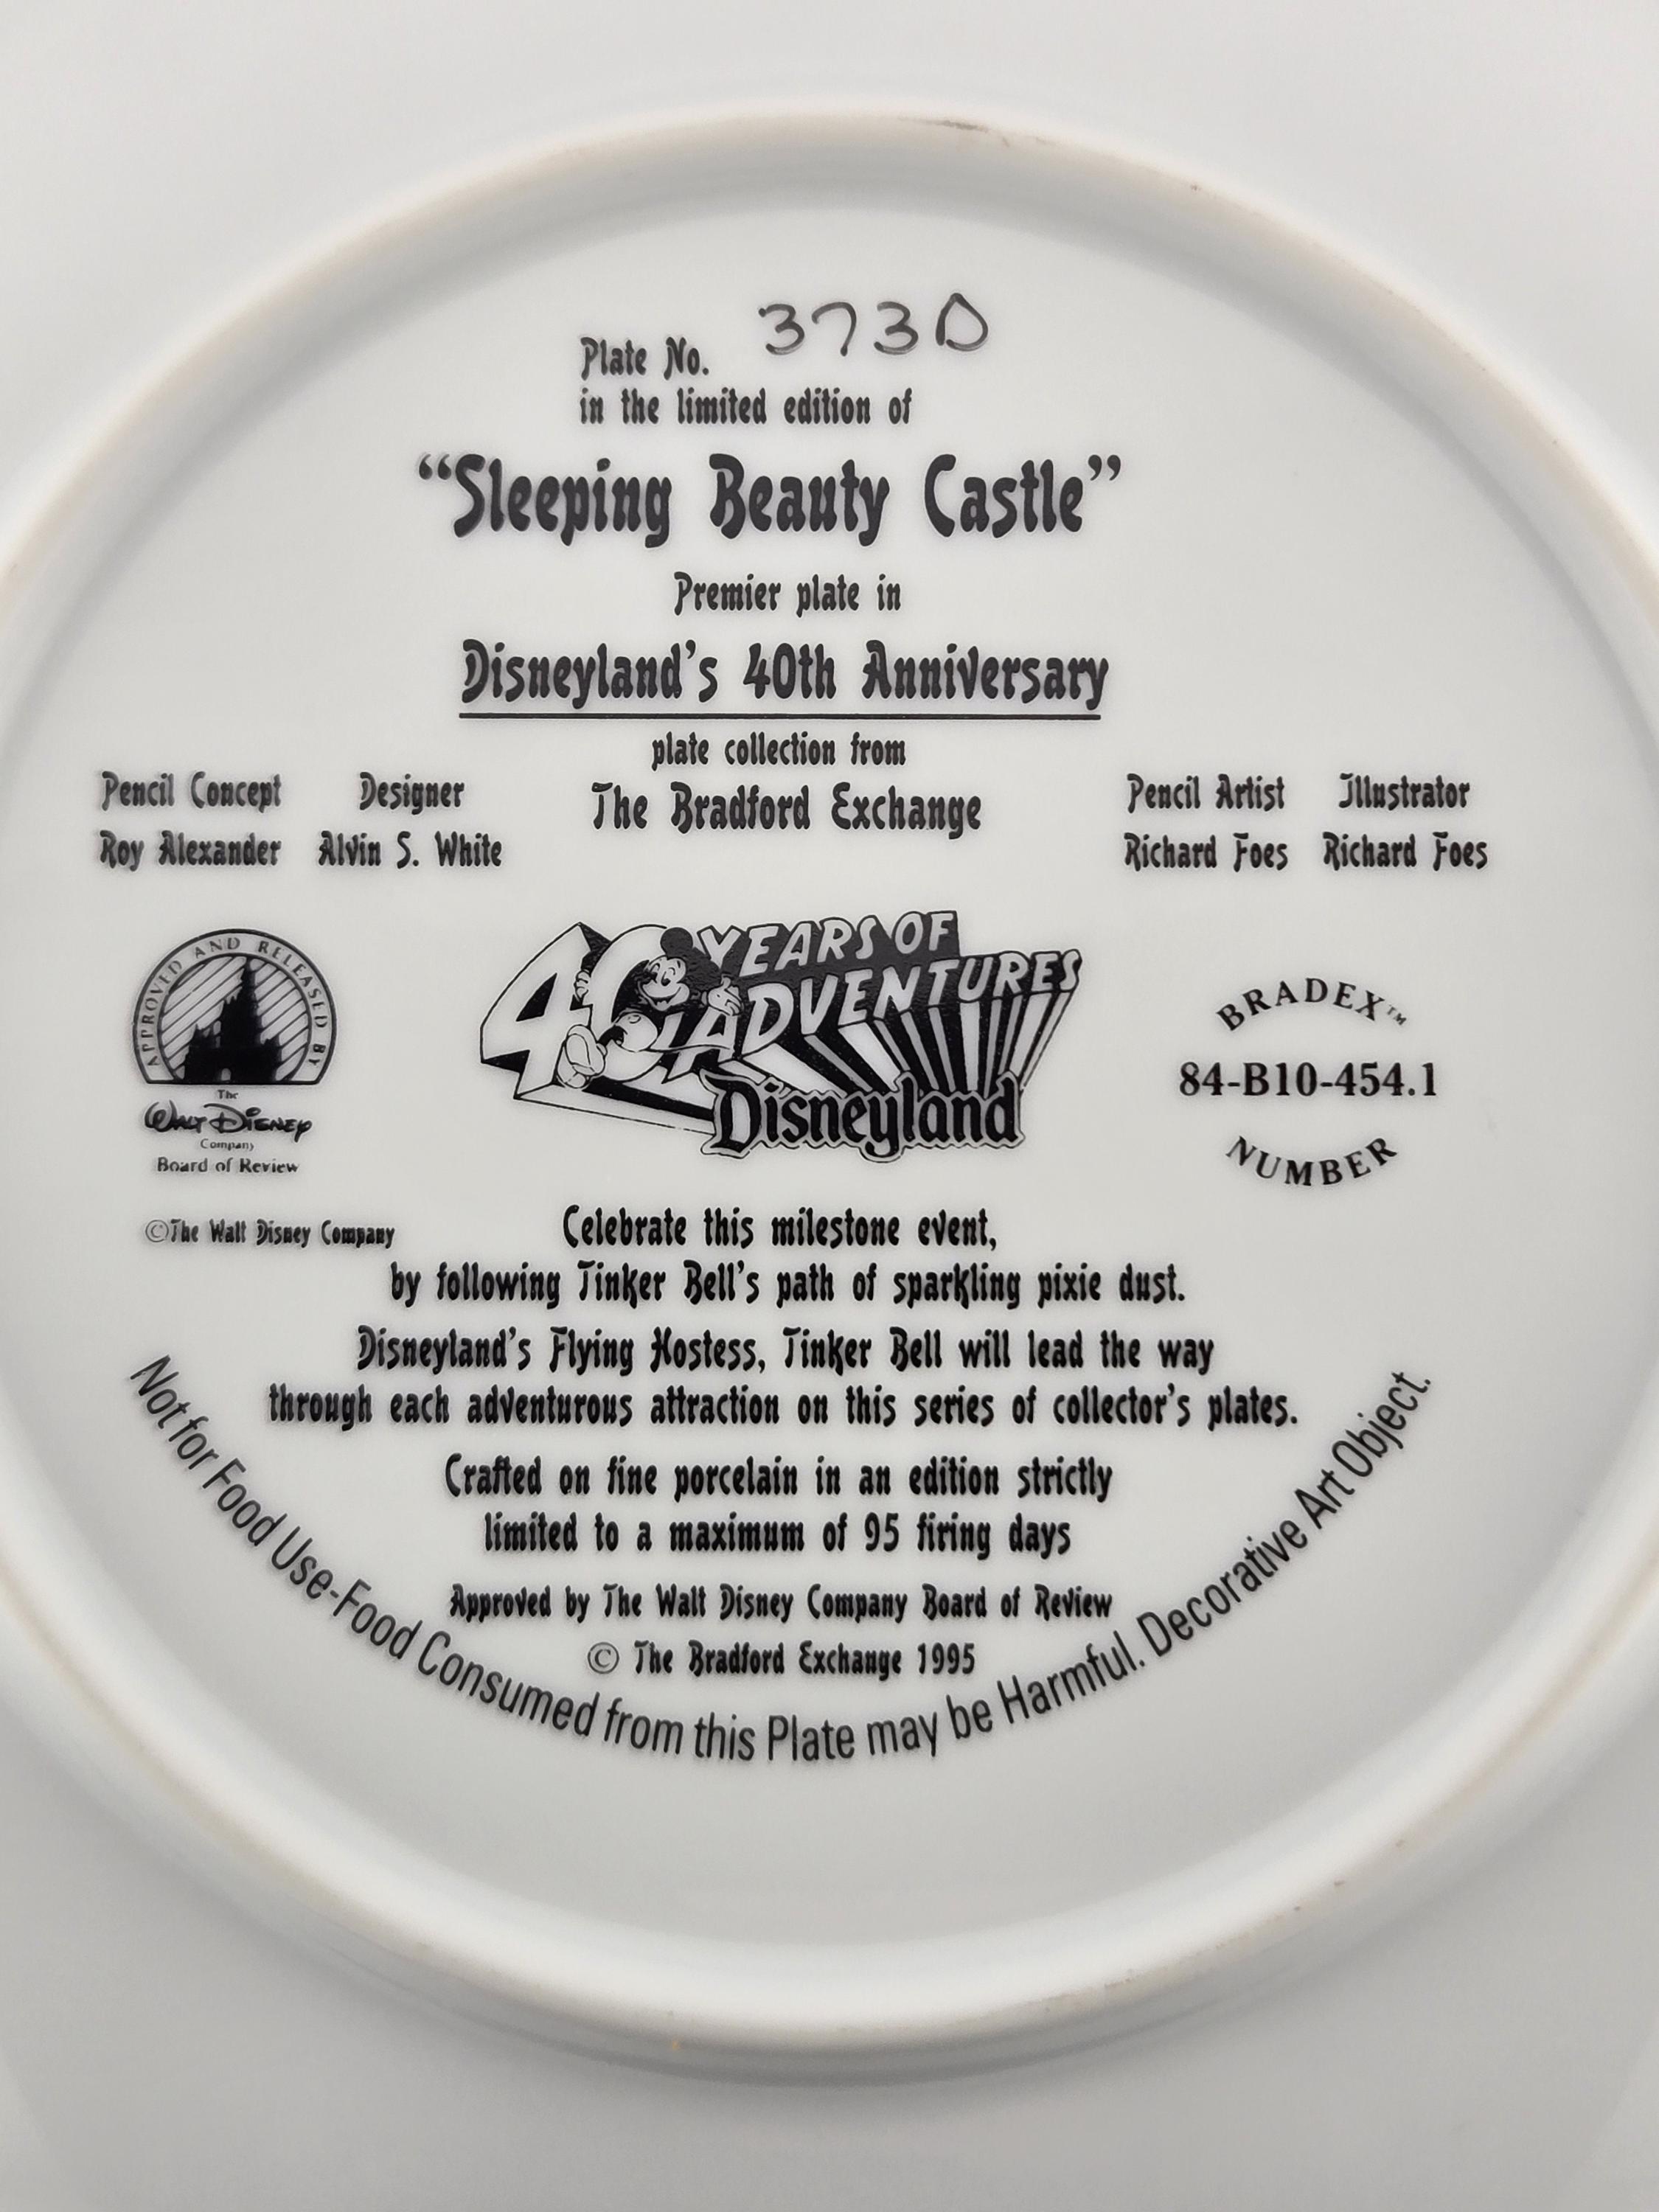 Plate No. 373D
in the limited edition of
“Sleeping Beauty Castle”
Premier plate in
Disneyland’s 40th Anniversary
plate collection from
The Bradford Exchange
Pencil Concept
Roy Alexander
Designer
Alvin S. White
Pencil Artist
Richard Foes
Illustrator
Richard Foes
APPROVED AND RELEASED BY
The
WALT DISNEY
Company
Board of Review
©The Walt Disney Company
40 YEARS OF
ADVENTURES
Disneyland
BRADEX™
84-B10-454.1
NUMBER
Celebrate this milestone event,
by following Tinker Bell’s path of sparkling pixie dust.
Disneyland’s Flying Hostess, Tinker Bell will lead the way
through each adventurous attraction on this series of collector’s plates.
Crafted on fine porcelain in an edition strictly
limited to a maximum of 95 firing days
Approved by The Walt Disney Company Board of Review
© The Bradford Exchange 1995
Not for Food Use-Food Consumed from this Plate may be Harmful. Decorative Art Object.